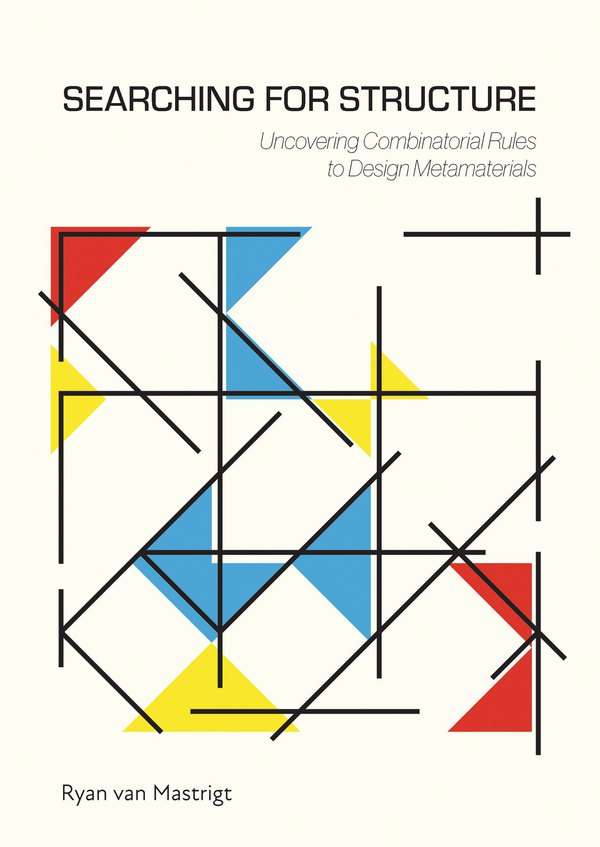 SEARCHING FOR STRUCTURE
Uncovering Combinatorial Rules
to Design Metamaterials
Ryan van Mastrigt